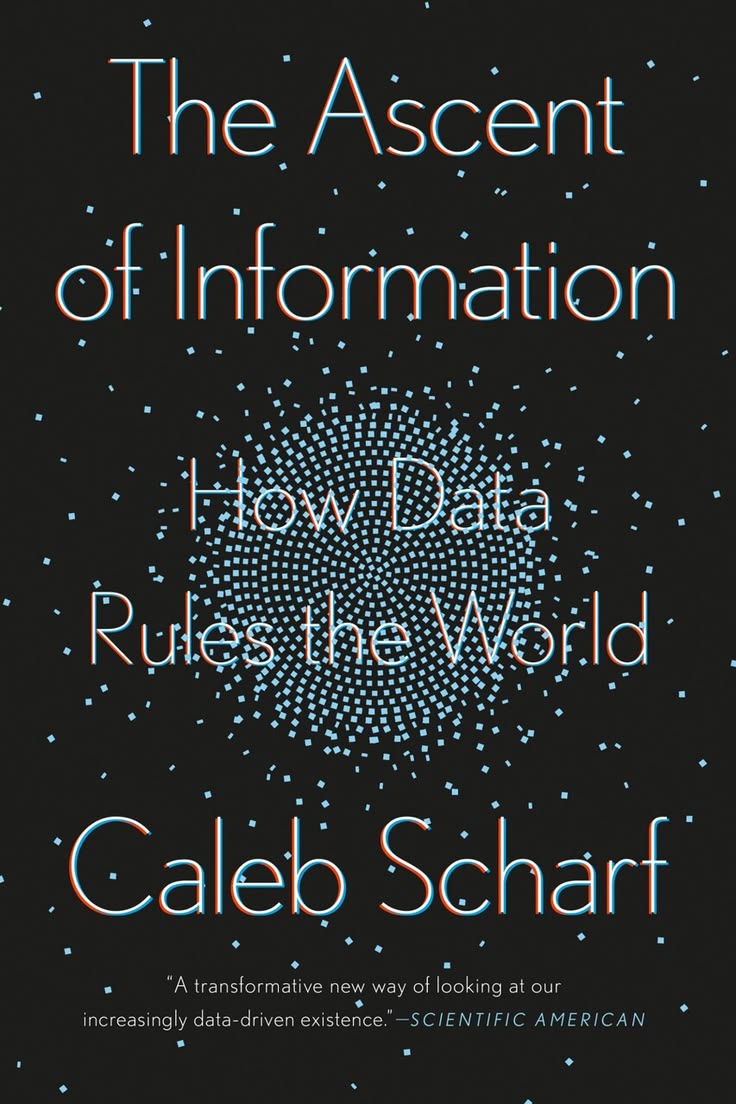 The Ascent
of Information
How Data
Rules the World
Caleb Scharf
“A transformative new way of looking at our
increasingly data-driven existence.”—SCIENTIFIC AMERICAN